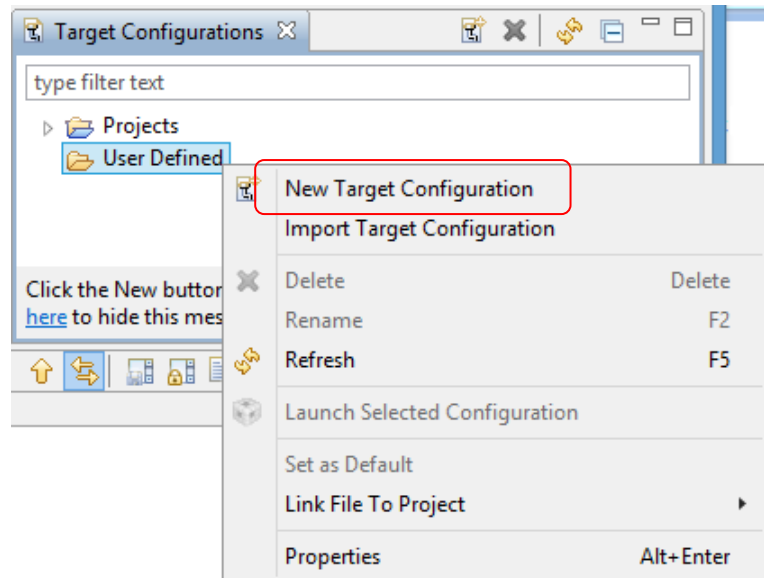 Target Configurations
type filter text
Projects
User Defined
New Target Configuration
Import Target Configuration
Click the New
here to hide this
Delete Delete
Rename F2
Refresh F5
Launch Selected Configuration
Set as Default
Link File To Project
Properties Alt+Enter